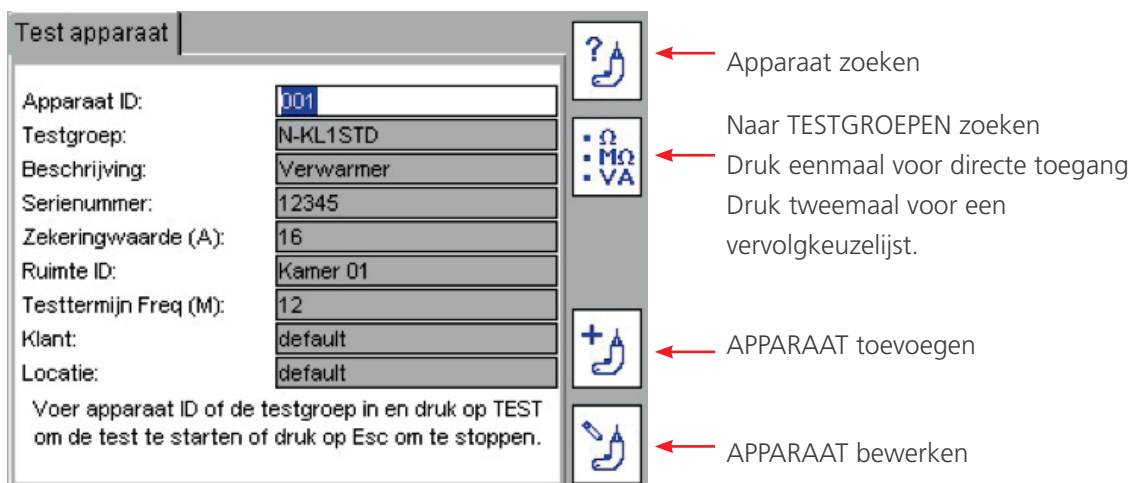 Test apparaat
Apparaat ID: 001
Testgroep: N-KL1STD
Beschrijving: Verwarmer
Serienummer: 12345
Zekeringwaarde (A): 16
Ruimte ID: Kamer 01
Testtermijn Freq (M): 12
Klant: default
Locatie: default
Voer apparaat ID of de testgroep in en druk op TEST
om de test te starten of druk op Esc om te stoppen.
?
Apparaat zoeken
Ω
MΩ
VA
Naar TESTGROEPEN zoeken
Druk eenmaal voor directe toegang
Druk tweemaal voor een
vervolgkeuzelijst.
+
APPARAAT toevoegen
APPARAAT bewerken